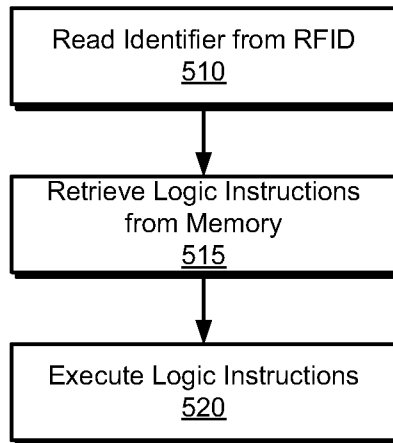 Read Identifier from RFID
510
Retrieve Logic Instructions
from Memory
515
Execute Logic Instructions
520